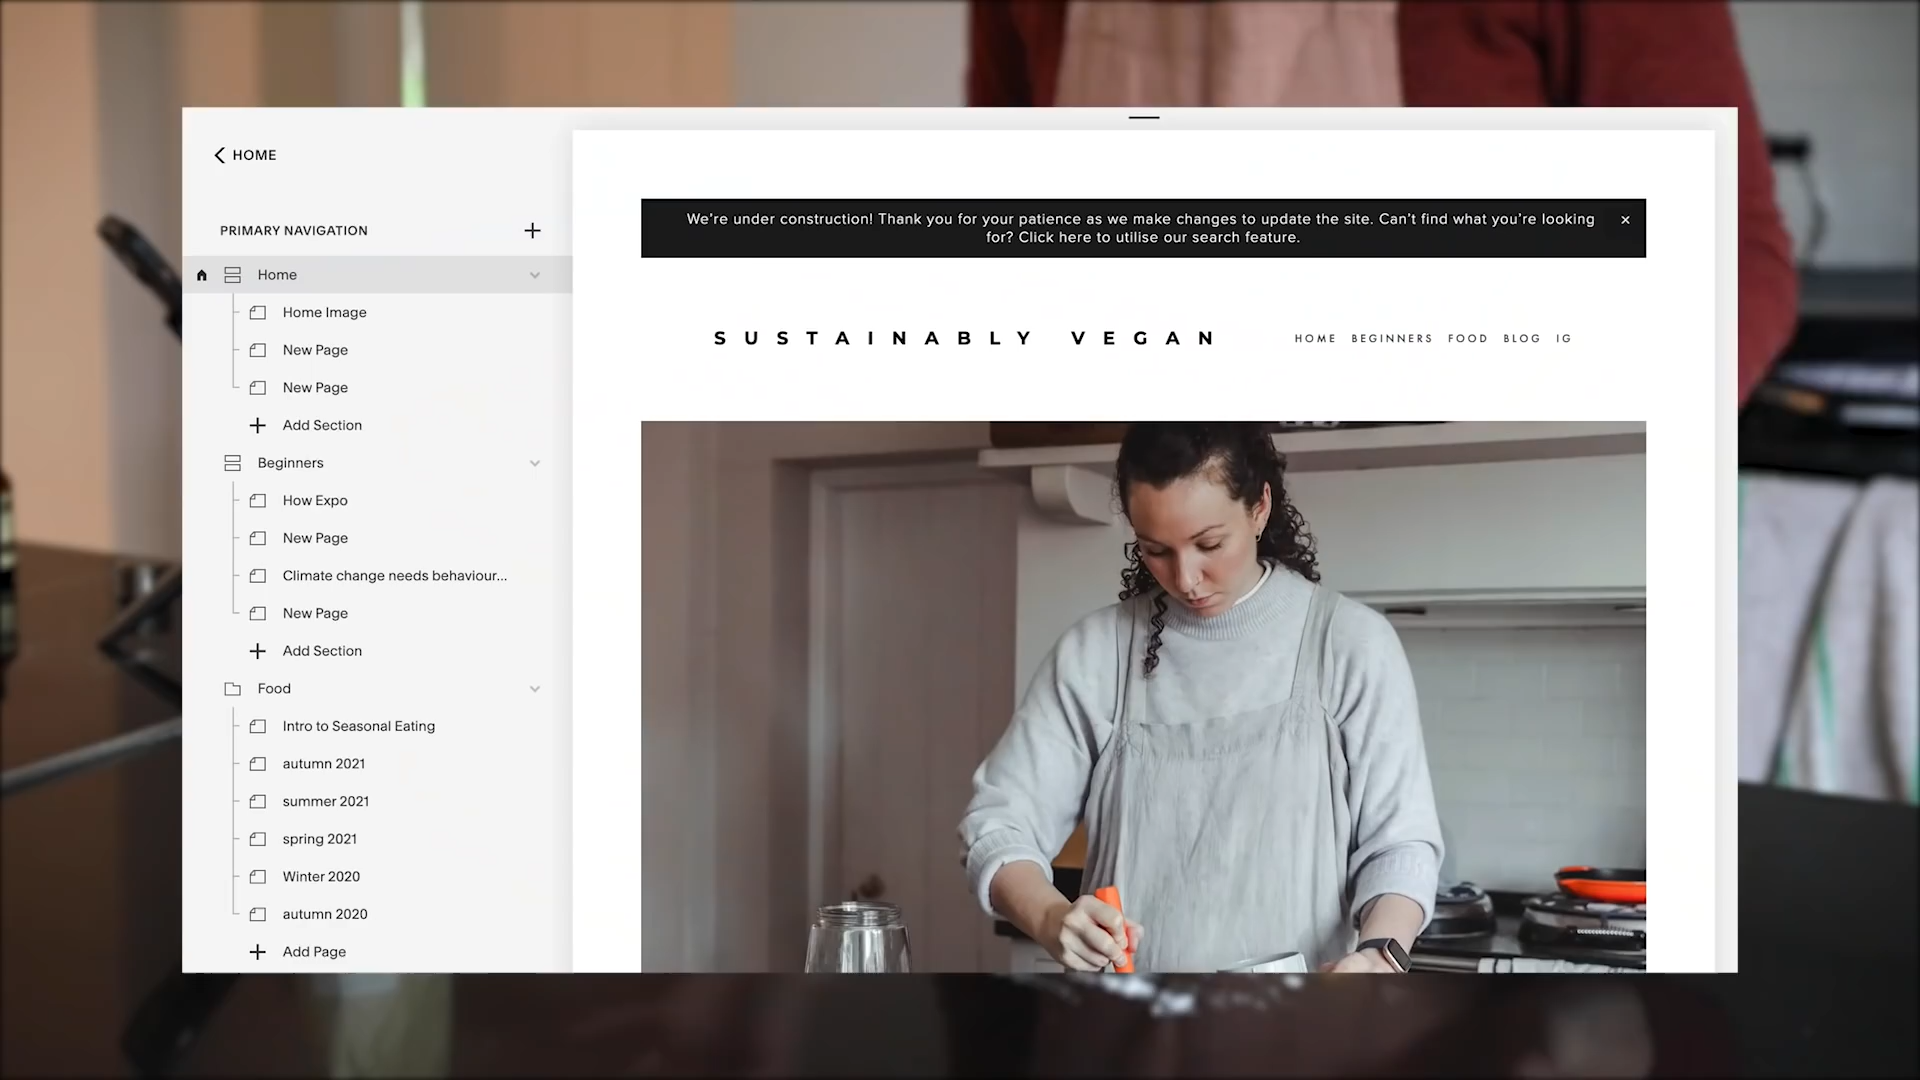 HOME
PRIMARY NAVIGATION
Home
Home Image
New Page
New Page
Add Section
Beginners
How Expo
New Page
Climate change needs behaviour...
New Page
Add Section
Food
Intro to Seasonal Eating
autumn 2021
summer 2021
spring 2021
Winter 2020
autumn 2020
Add Page
We're under construction! Thank you for your patience as we make changes to update the site. Can't find what you're looking
for? Click here to utilise our search feature.
SUSTAINABLY VEGAN
HOME BEGINNERS FOOD BLOG IG